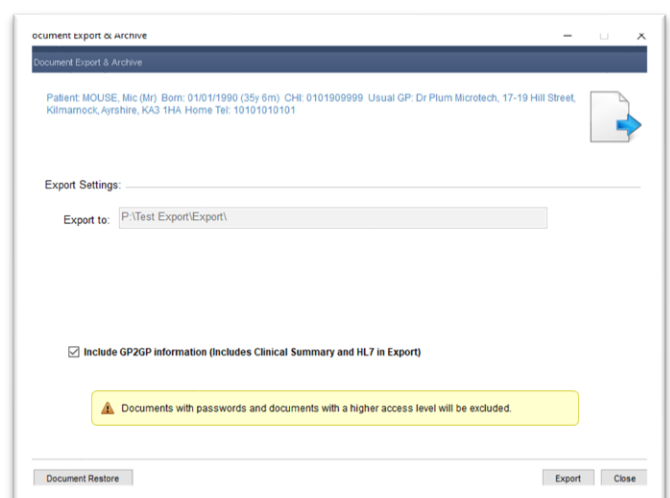 ocument Export & Archive
Document Export & Archive
Patient: MOUSE, Mic (Mr) Born: 01/01/1990 (35y 6m) CHI: 0101909999 Usual GP: Dr Plum Microtech, 17-19 Hill Street,
Kilmarnock, Ayrshire, KA3 1HA Home Tel: 10101010101
Export Settings:
Export to: P:\Test Export\Export\
Include GP2GP information (Includes Clinical Summary and HL7 in Export)
Documents with passwords and documents with a higher access level will be excluded.
Document Restore Export Close